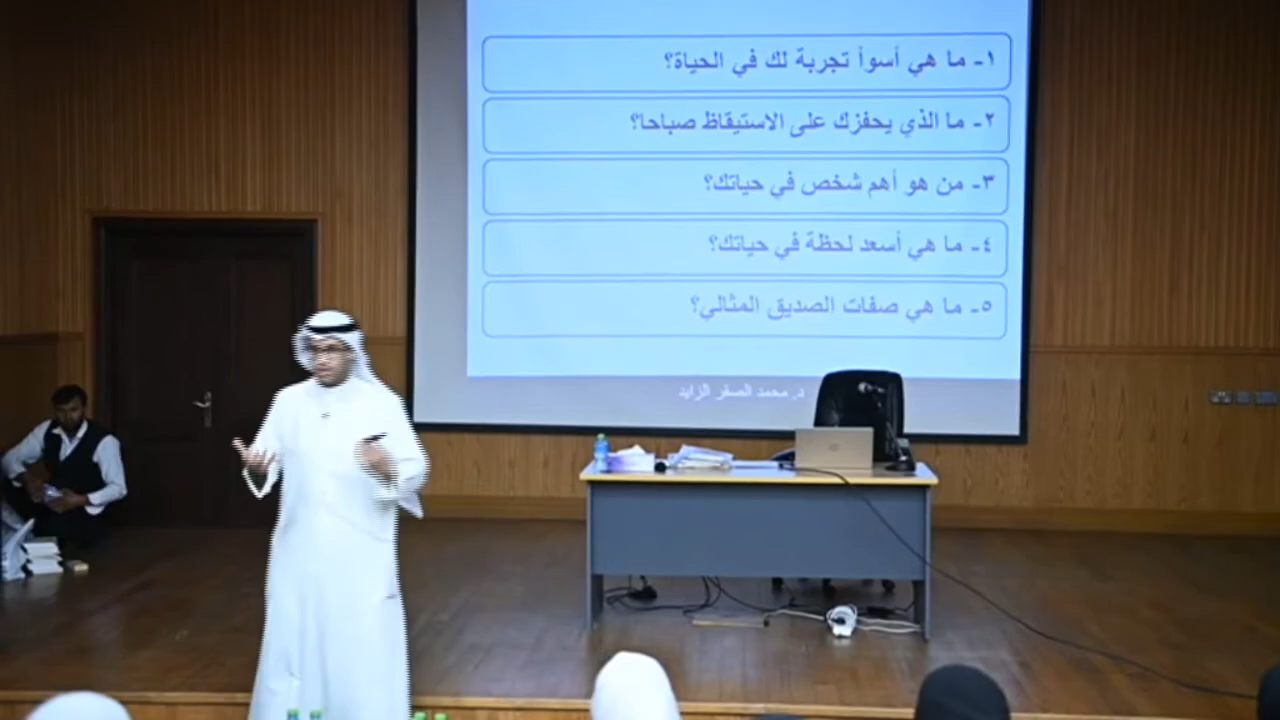 ١- ما هي أسوأ تجربة لك في الحياة؟
٢- ما الذي يحفزك على الاستيقاظ صباحا؟
٣- من هو أهم شخص في حياتك؟
٤- ما هي أسعد لحظة في حياتك؟
٥- ما هي صفات الصديق المثالي؟
د. محمد الصقر الزايد